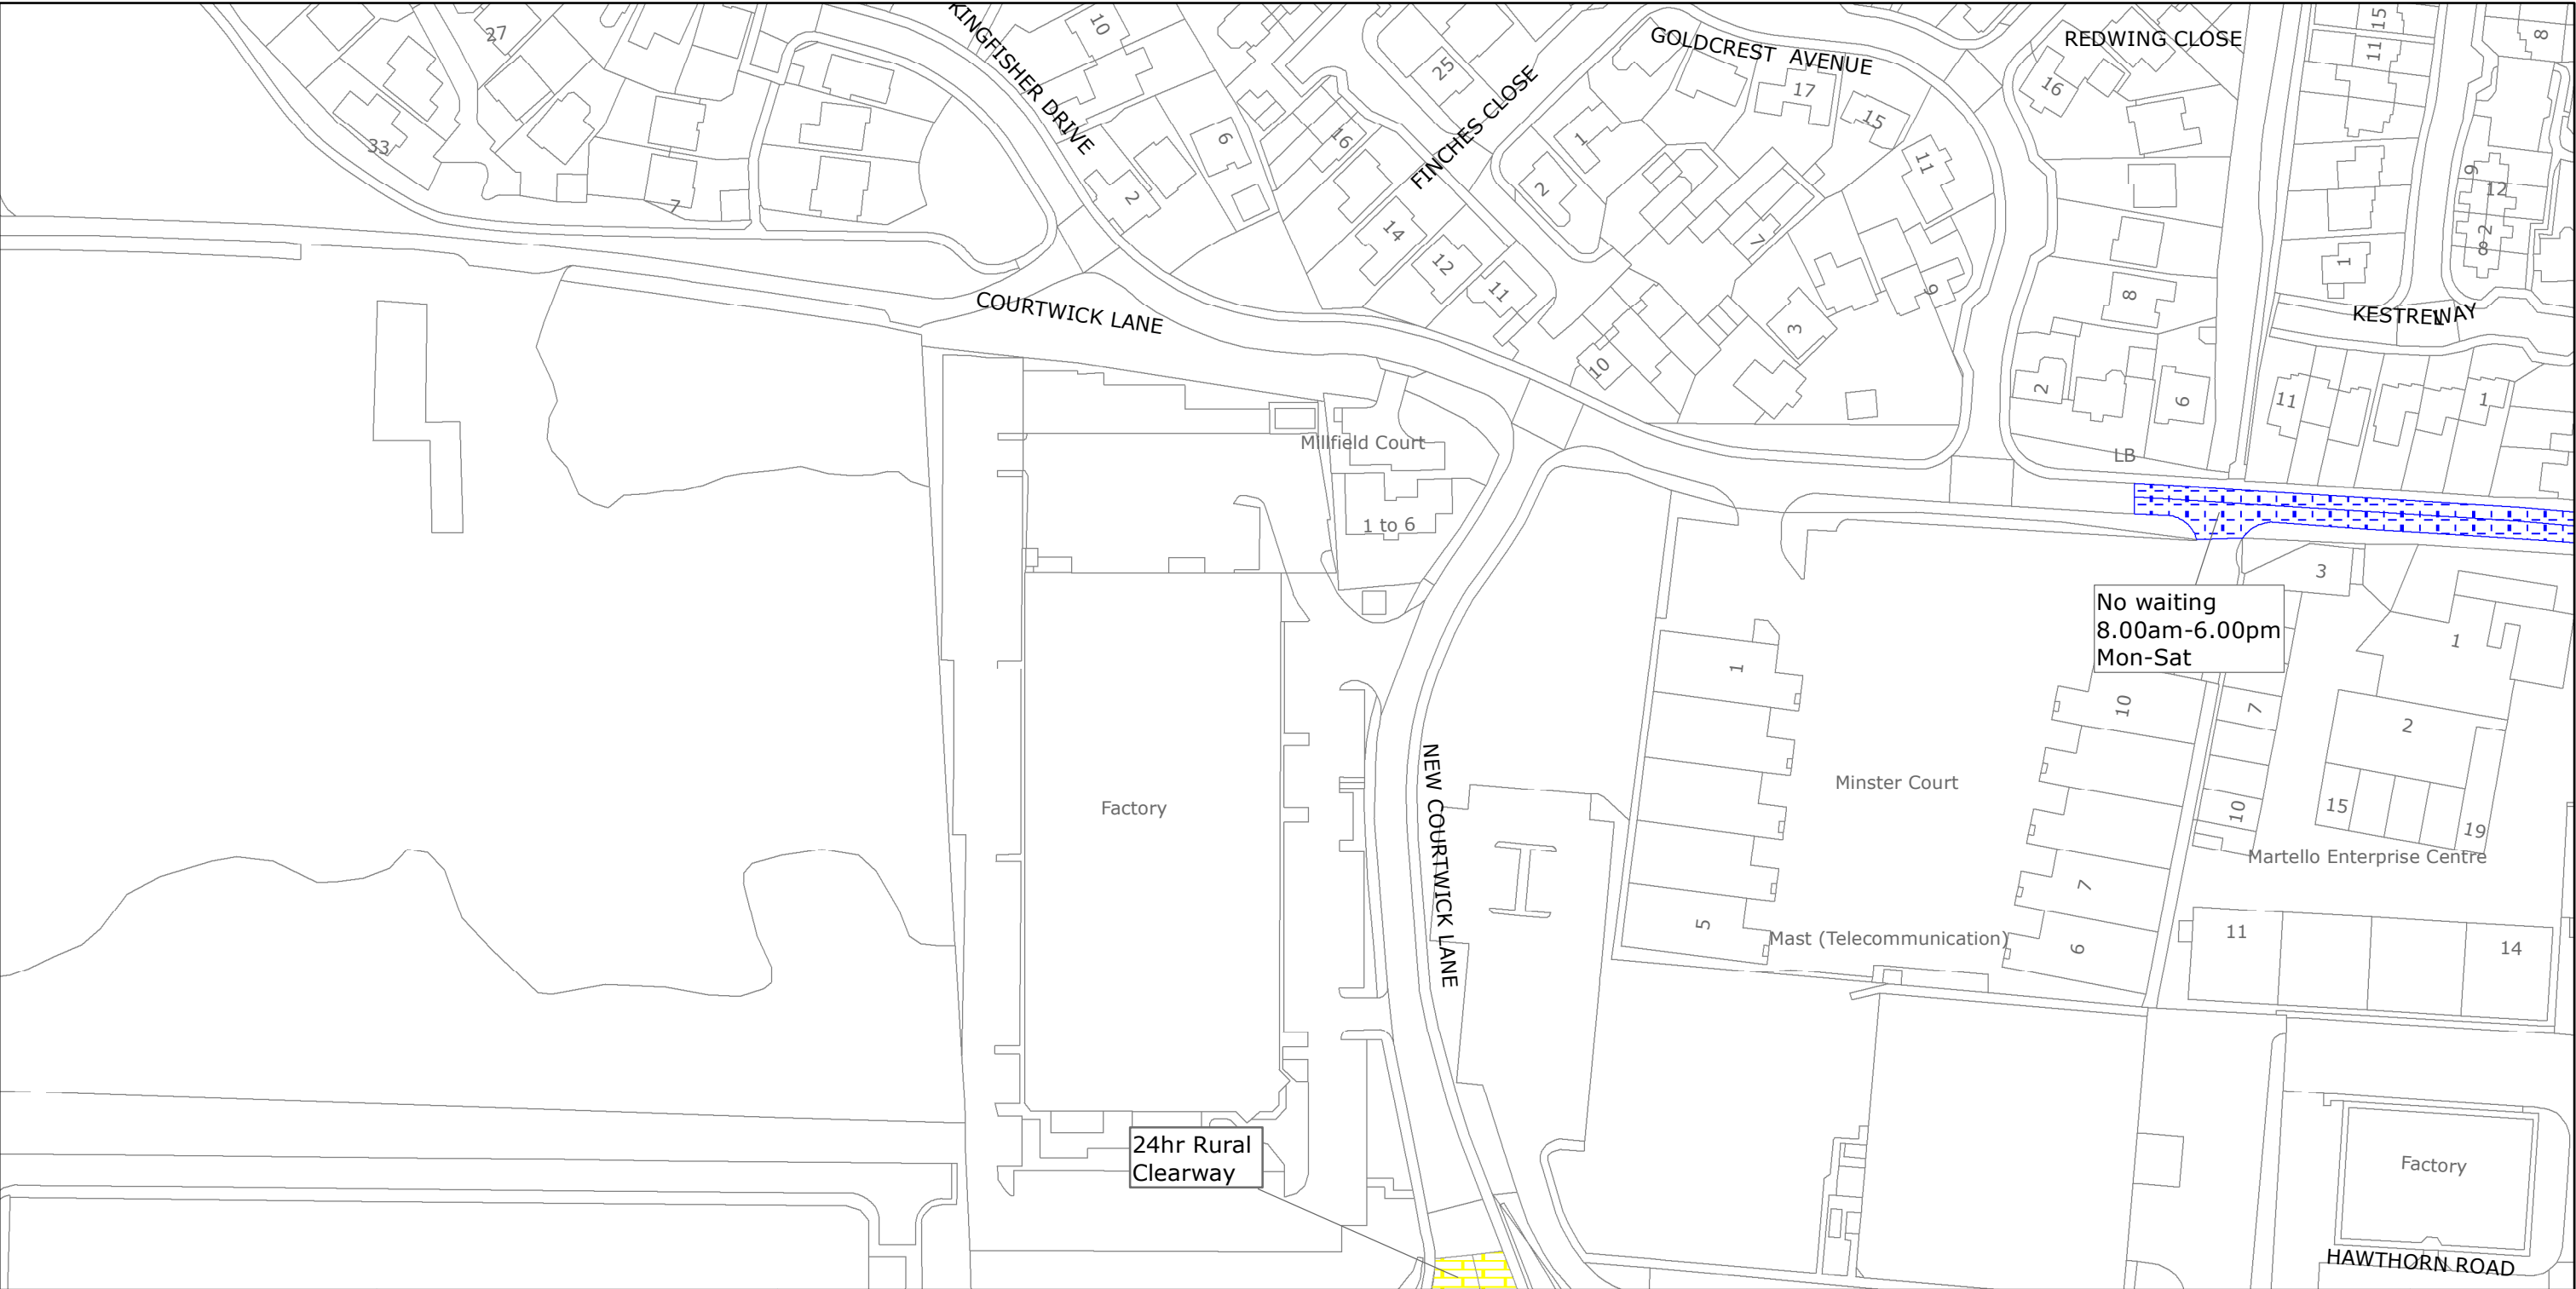 27
KINGFISHER DRIVE
10
25
GOLDCREST AVENUE
REDWING CLOSE
15
11
8
17
16
33
7
6
2
16
FINCHES CLOSE
1
2
15
11
9
12
2
8
14
12
11
7
9
3
10
1
8
KESTREL WAY
COURTWICK LANE
2
6
11
1
Millfield Court
LB
1 to 6
3
No waiting
8.00am-6.00pm
Mon-Sat
1
1
10
7
2
NEW COURTWICK LANE
Minster Court
Factory
10
15
19
Martello Enterprise Centre
7
5
Mast (Telecommunication)
6
11
14
24hr Rural
Clearway
Factory
HAWTHORN ROAD